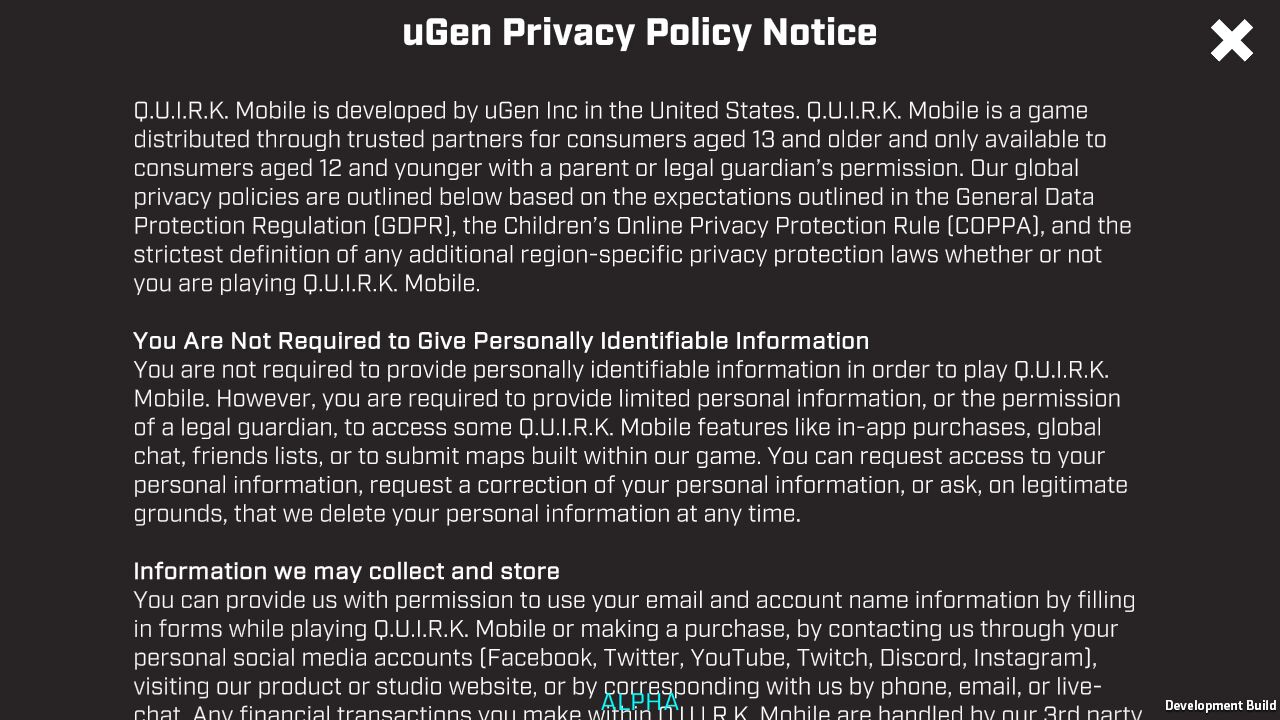 uGen Privacy Policy Notice
Q.U.I.R.K. Mobile is developed by uGen Inc in the United States. Q.U.I.R.K. Mobile is a game
distributed through trusted partners for consumers aged 13 and older and only available to
consumers aged 12 and younger with a parent or legal guardian’s permission. Our global
privacy policies are outlined below based on the expectations outlined in the General Data
Protection Regulation (GDPR), the Children’s Online Privacy Protection Rule (COPPA), and the
strictest definition of any additional region-specific privacy protection laws whether or not
you are playing Q.U.I.R.K. Mobile.
You Are Not Required to Give Personally Identifiable Information
You are not required to provide personally identifiable information in order to play Q.U.I.R.K.
Mobile. However, you are required to provide limited personal information, or the permission
of a legal guardian, to access some Q.U.I.R.K. Mobile features like in-app purchases, global
chat, friends lists, or to submit maps built within our game. You can request access to your
personal information, request a correction of your personal information, or ask, on legitimate
grounds, that we delete your personal information at any time.
Information we may collect and store
You can provide us with permission to use your email and account name information by filling
in forms while playing Q.U.I.R.K. Mobile or making a purchase, by contacting us through your
personal social media accounts (Facebook, Twitter, YouTube, Twitch, Discord, Instagram),
visiting our product or studio website, or by corresponding with us by phone, email, or live-
chat. Any financial transactions you make within Q.U.I.R.K. Mobile are handled by our 3rd party
ALPHA
Development Build